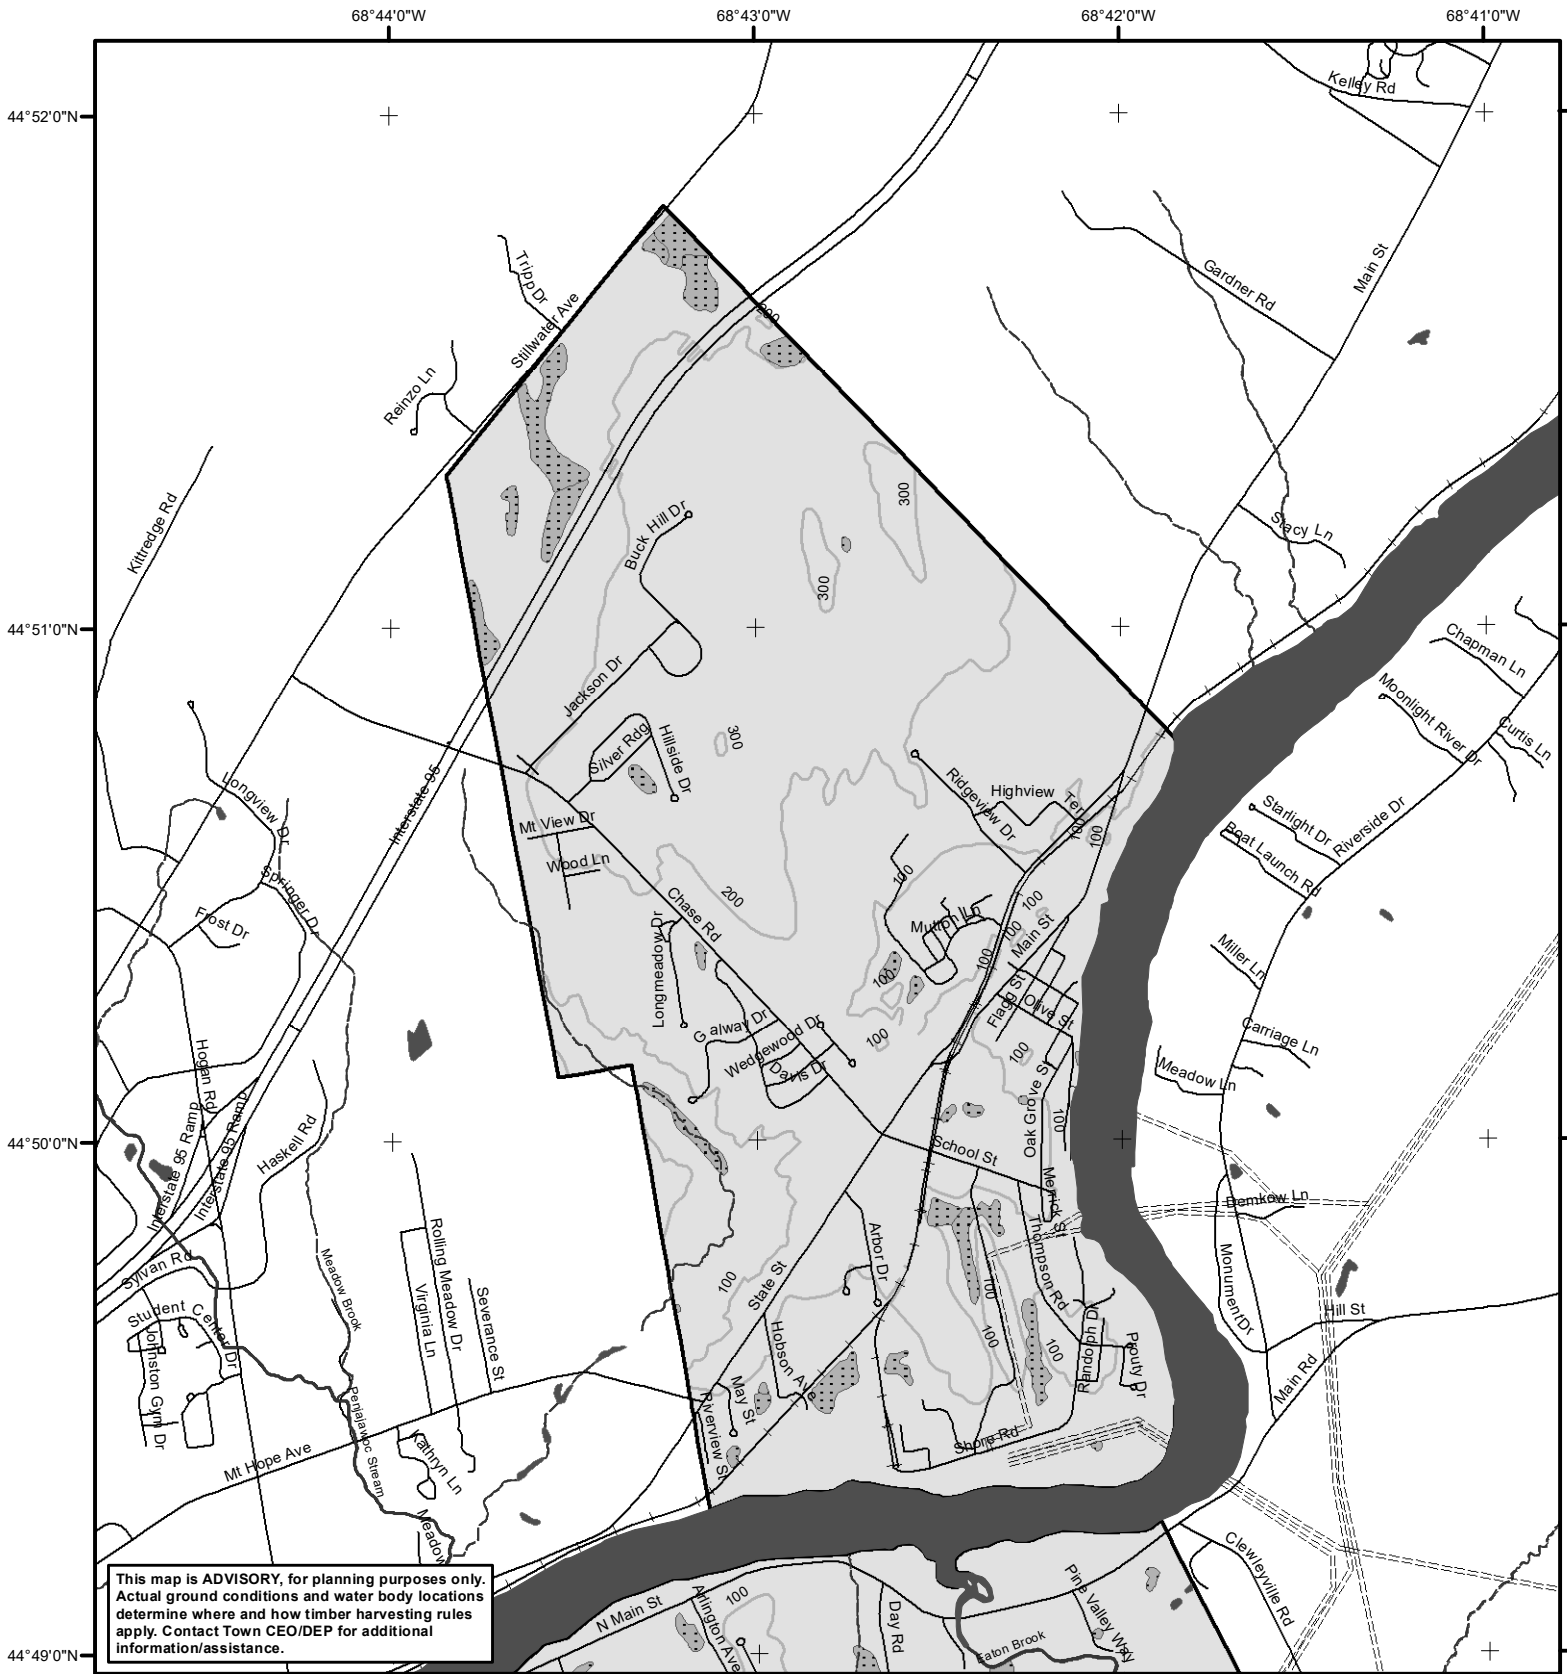 68°44'0"W
68°43'0"W
68°42'0"W
68°41'0"W
44°52'0"N
Kelley Rd
Main St
Gardner Rd
Tripp Dr
Stillwater Ave
200
Reinzo Ln
Kittredge Rd
300
Buck Hill Dr
300
Stacy Ln
44°51'0"N
Chapman Ln
Moonlight River Dr
Curtis Ln
Jackson Dr
Silver Rdg
Hillside Dr
300
Longview Dr
Interstate 95
Ridgeview Dr
Highview
Ter
100
100
Starlight Dr
Boat Launch Rd
Riverside Dr
Mt View Dr
Wood Ln
Springer Dr
Frost Dr
200
Chase Rd
100
100
Mutton Ln
100
Main St
100
Longmeadow Dr
100
Miller Ln
Flagg St
Olive St
Galway Dr
Wedgewood Dr
Davis Dr
100
100
Carriage Ln
Meadow Ln
Hogan Rd
Oak Grove St
100
44°50'0"N
Interstate 95 Ramp
Interstate 95 Ramp
Haskell Rd
School St
Merrick St
Demkow Ln
Thompson Rd
Arbor Dr
Monument Dr
Sylvan Rd
Meadow Brook
Rolling Meadow Dr
Virginia Ln
Severance St
100
State St
100
Hill St
Student Center Dr
Johnston Gym Dr
Hobson Ave
100
100
Randolph Dr
Prouty Dr
Main Rd
May St
Riverview St
Penjajawoc Stream
Shore Rd
Mt Hope Ave
Kathryn Ln
Meadow
Clewleyville Rd
This map is ADVISORY, for planning purposes only.
Actual ground conditions and water body locations
determine where and how timber harvesting rules
apply. Contact Town CEO/DEP for additional
information/assistance.
N Main St
Arlington Ave
100
Day Rd
Pine Valley Way
Eaton Brook
44°49'0"N